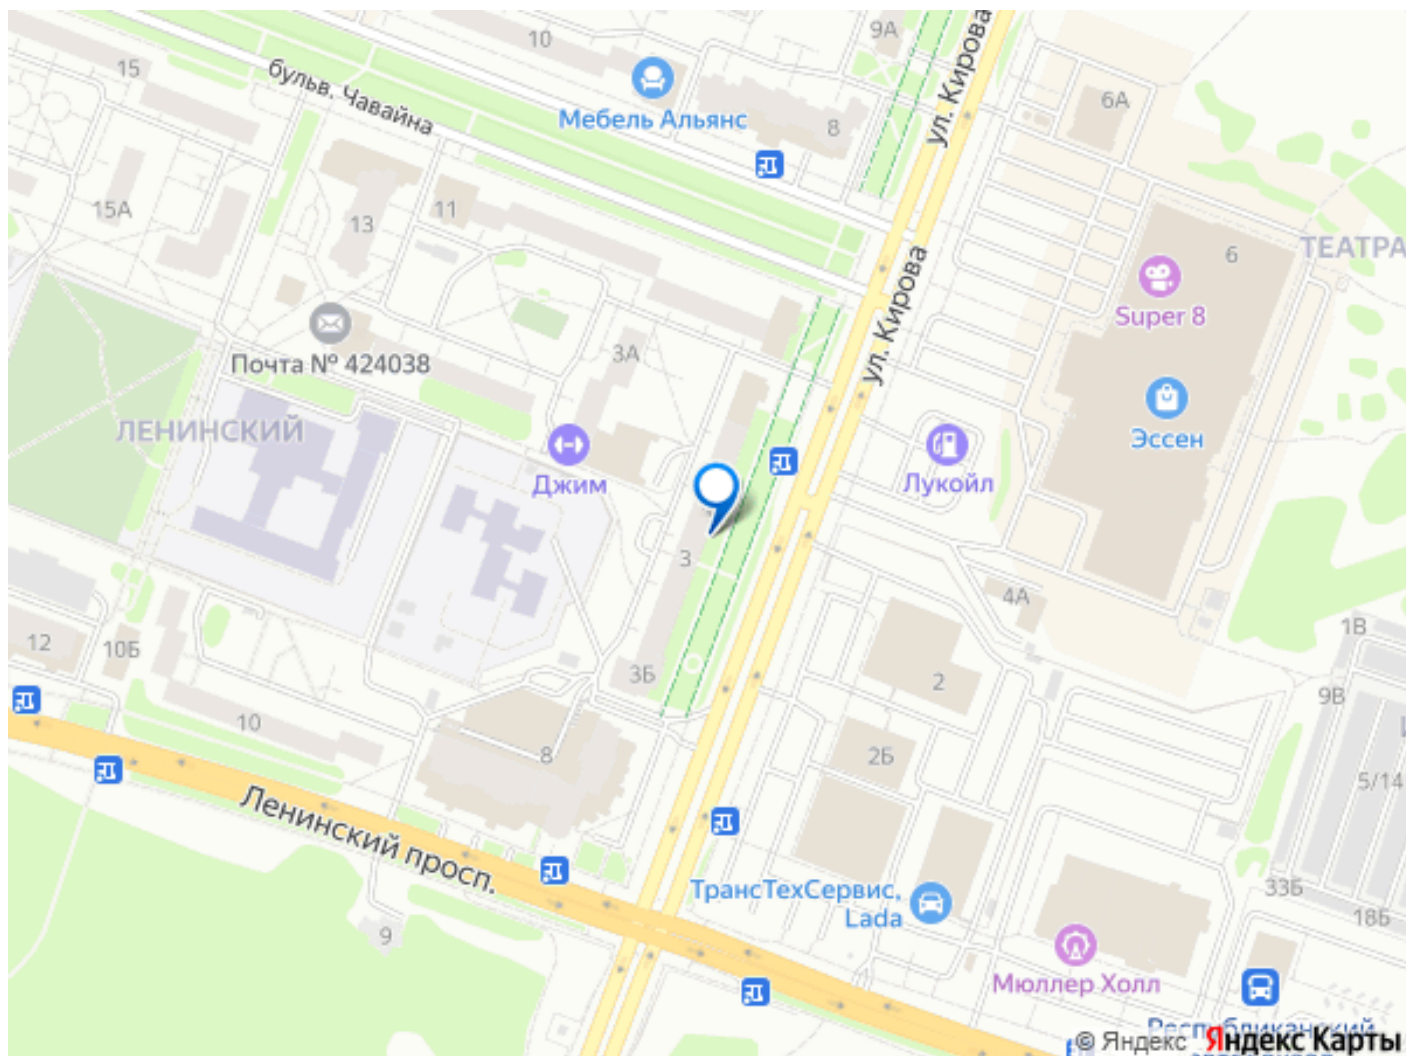 9А
ул. Кирова
10
15
бульв. Чавайна
Мебель Альянс
8
6А
15А
13
11
ТЕАТРА
6
Super 8
ул. Кирова
Почта № 424038
3А
ЛЕНИНСКИЙ
Эссен
Джим
Лукойл
3
4А
1В
12
10Б
3Б
2
9В
10
8
2Б
5/14
Ленинский просп.
ТрансТехСервис,
Lada
33Б
18Б
9
Мюллер Холл
Республиканский
© Яндекс Яндекс Карты